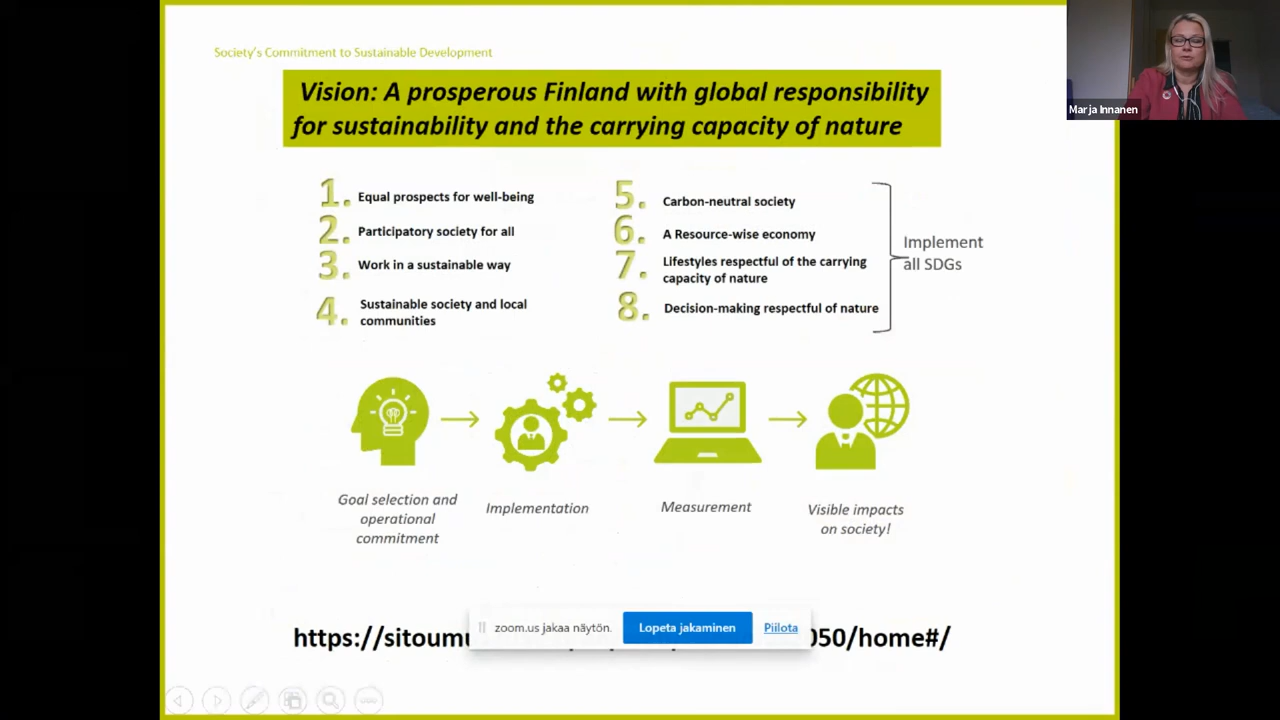 Society's Commitment to Sustainable Development
Vision: A prosperous Finland with global responsibility
for sustainability and the carrying capacity of nature
Marja Innanen
1. Equal prospects for well-being
2. Participatory society for all
3. Work in a sustainable way
4. Sustainable society and local
communities
5. Carbon-neutral society
6. A Resource-wise economy
7. Lifestyles respectful of the carrying
capacity of nature
8. Decision-making respectful of nature
Implement
all SDGs
Goal selection and
operational
commitment
Implementation
Measurement
Visible impacts
on society!
zoom.us jakaa näytön. Lopeta jakaminen Piilota
https://sitoumu 050/home#/